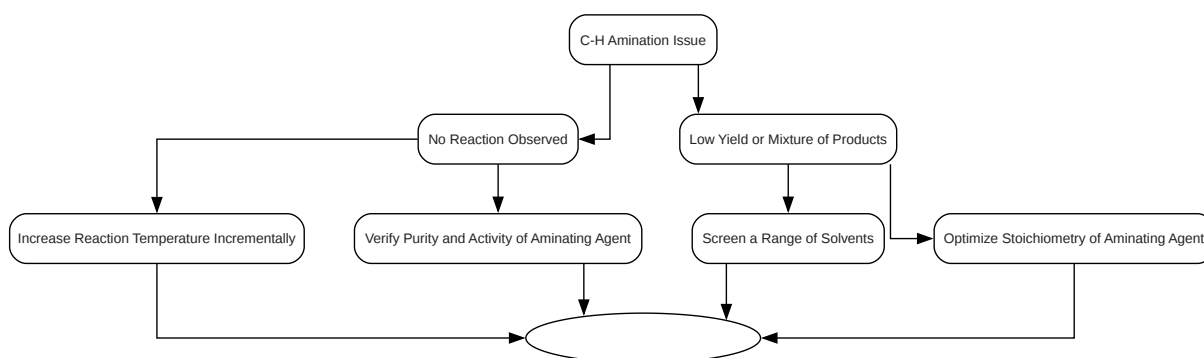 C-H Amination Issue
No Reaction Observed
Low Yield or Mixture of Products
Increase Reaction Temperature Incrementally
Verify Purity and Activity of Aminating Agent
Screen a Range of Solvents
Optimize Stoichiometry of Aminating Agent